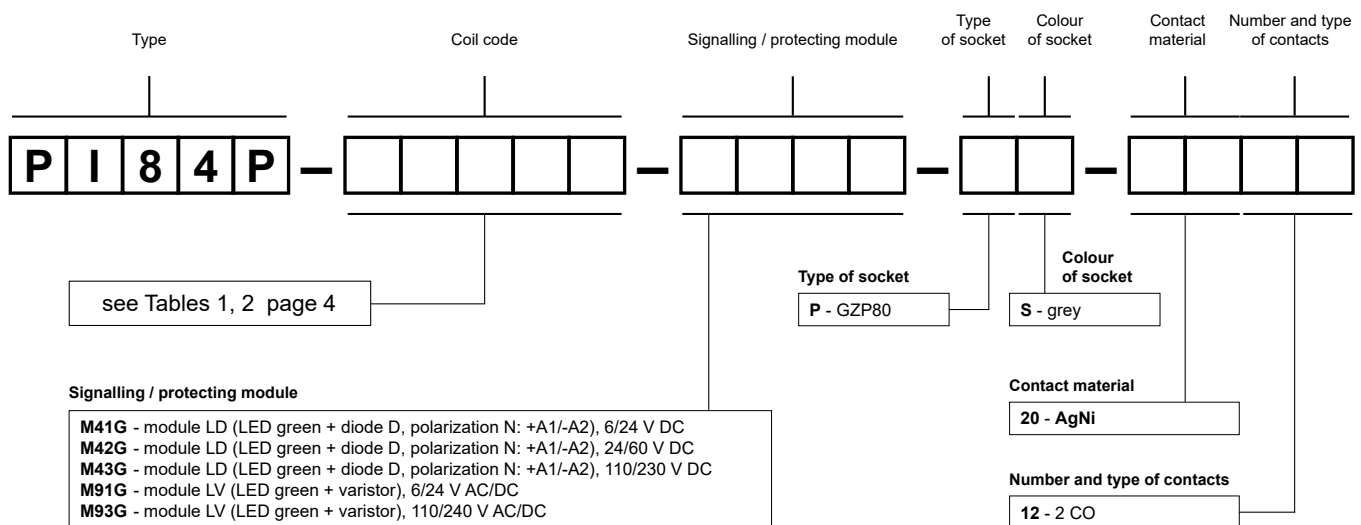 Type
Coil code
Signalling / protecting module
Type
of socket
Colour
of socket
Contact
material
Number and type
of contacts
P I 8 4 P – – – –
see Tables 1, 2 page 4
Type of socket
P - GZP80
Colour
of socket
S - grey
Signalling / protecting module
M41G - module LD (LED green + diode D, polarization N: +A1/-A2), 6/24 V DC
M42G - module LD (LED green + diode D, polarization N: +A1/-A2), 24/60 V DC
M43G - module LD (LED green + diode D, polarization N: +A1/-A2), 110/230 V DC
M91G - module LV (LED green + varistor), 6/24 V AC/DC
M93G - module LV (LED green + varistor), 110/240 V AC/DC
Contact material
20 - AgNi
Number and type of contacts
12 - 2 CO